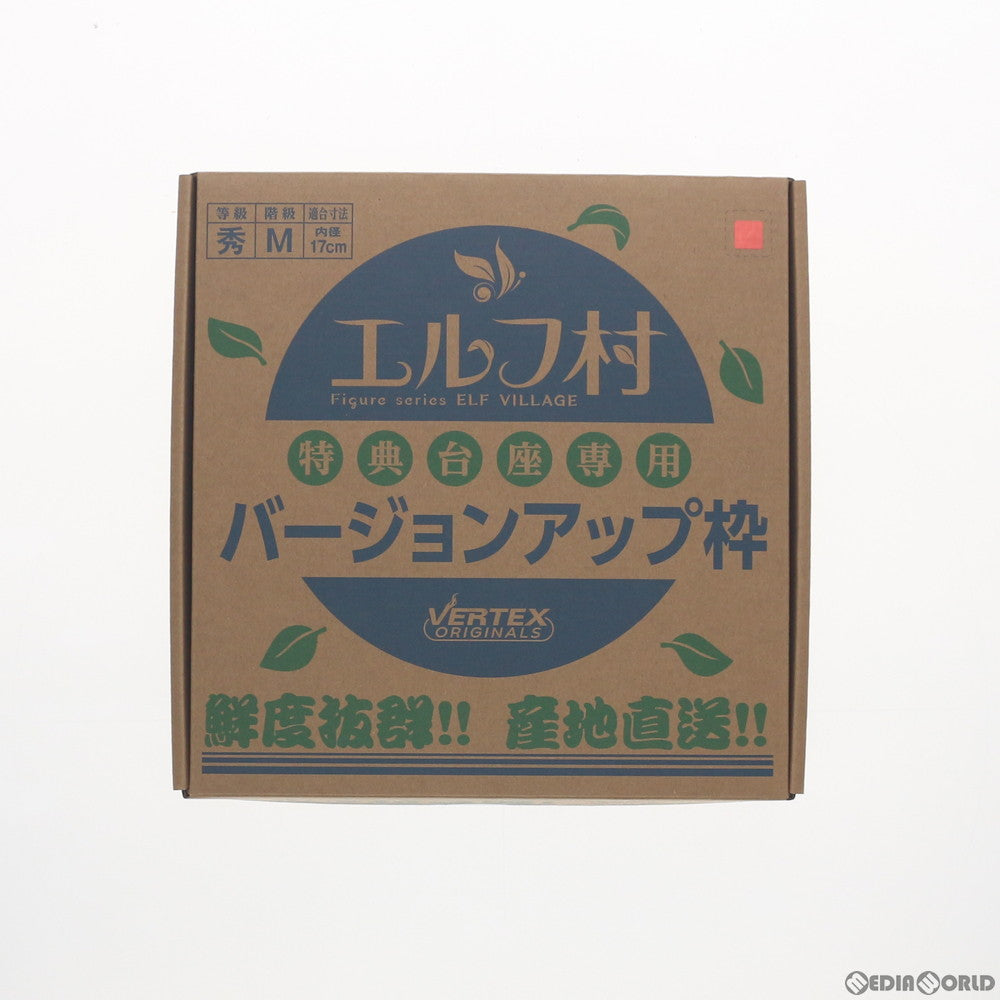 等級 階級 適台寸法
秀 M 内径 17cm
エルフ村
Figure series ELF VILLAGE
特典台座専用
バージョンアップ枠
VERTEX
ORIGINALS
鮮度抜群!! 産地直送!!
MEDIAWORLD